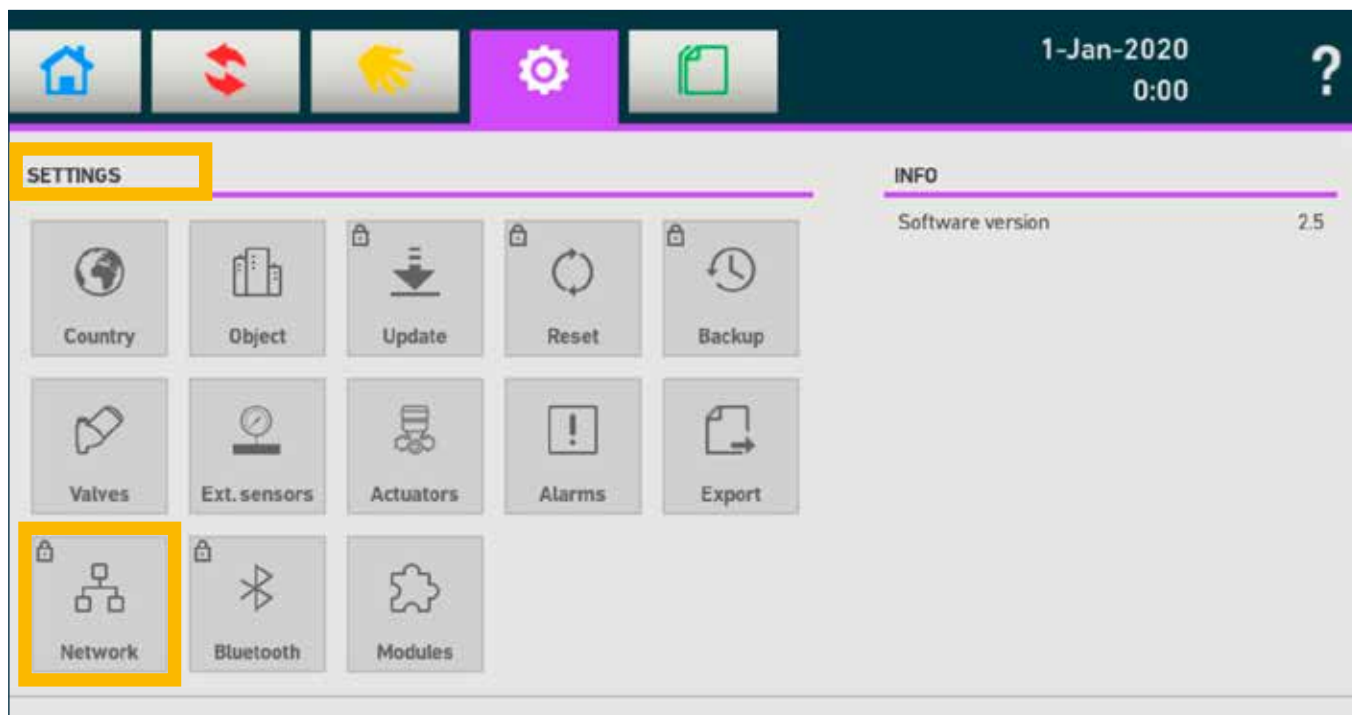 1-Jan-2020
0:00
?
SETTINGS
INFO
Software version 2.5
Country Object Update Reset Backup
Valves Ext. sensors Actuators Alarms Export
Network Bluetooth Modules